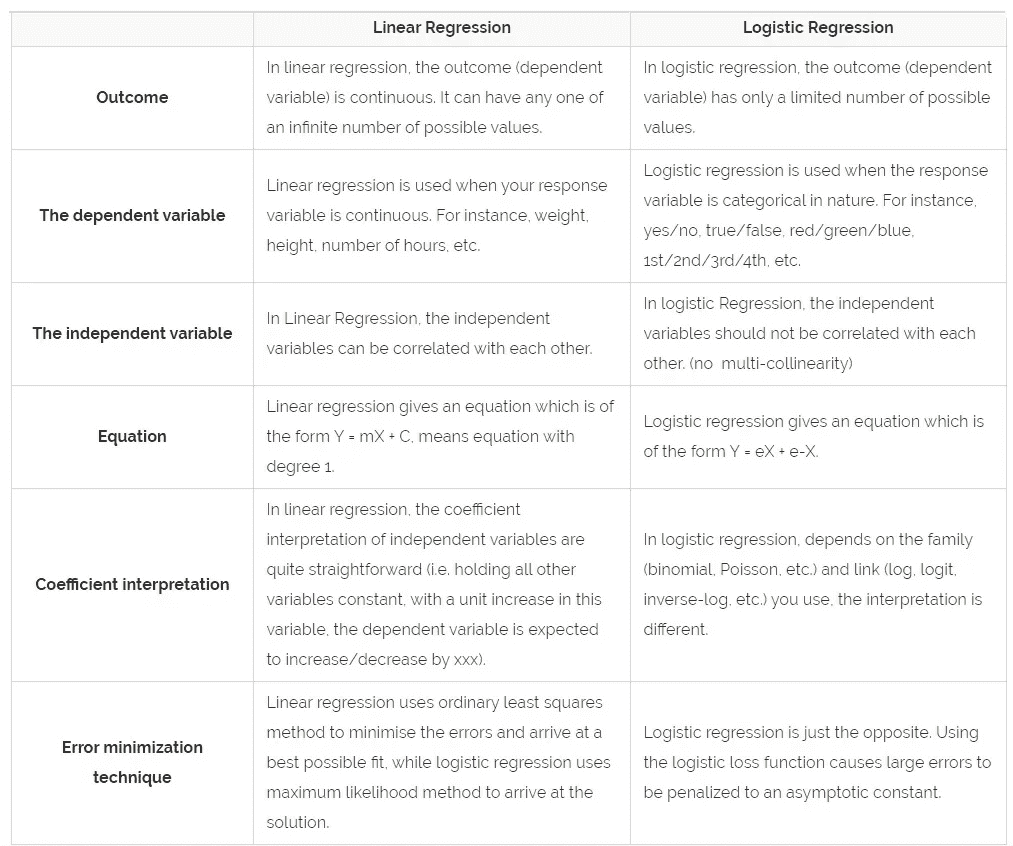 Linear Regression
Logistic Regression
Outcome
In linear regression, the outcome (dependent
variable) is continuous. It can have any one of
an infinite number of possible values.
In logistic regression, the outcome (dependent
variable) has only a limited number of possible
values.
The dependent variable
Linear regression is used when your response
variable is continuous. For instance, weight,
height, number of hours, etc.
Logistic regression is used when the response
variable is categorical in nature. For instance,
yes/no, true/false, red/green/blue,
1st/2nd/3rd/4th, etc.
The independent variable
In Linear Regression, the independent
variables can be correlated with each other.
In logistic Regression, the independent
variables should not be correlated with each
other. (no multi-collinearity)
Equation
Linear regression gives an equation which is of
the form Y = mX + C, means equation with
degree 1.
Logistic regression gives an equation which is
of the form Y = eX + e-X.
Coefficient interpretation
In linear regression, the coefficient
interpretation of independent variables are
quite straightforward (i.e. holding all other
variables constant, with a unit increase in this
variable, the dependent variable is expected
to increase/decrease by xxx).
In logistic regression, depends on the family
(binomial, Poisson, etc.) and link (log, logit,
inverse-log, etc.) you use, the interpretation is
different.
Error minimization
technique
Linear regression uses ordinary least squares
method to minimise the errors and arrive at a
best possible fit, while logistic regression uses
maximum likelihood method to arrive at the
solution.
Logistic regression is just the opposite. Using
the logistic loss function causes large errors to
be penalized to an asymptotic constant.